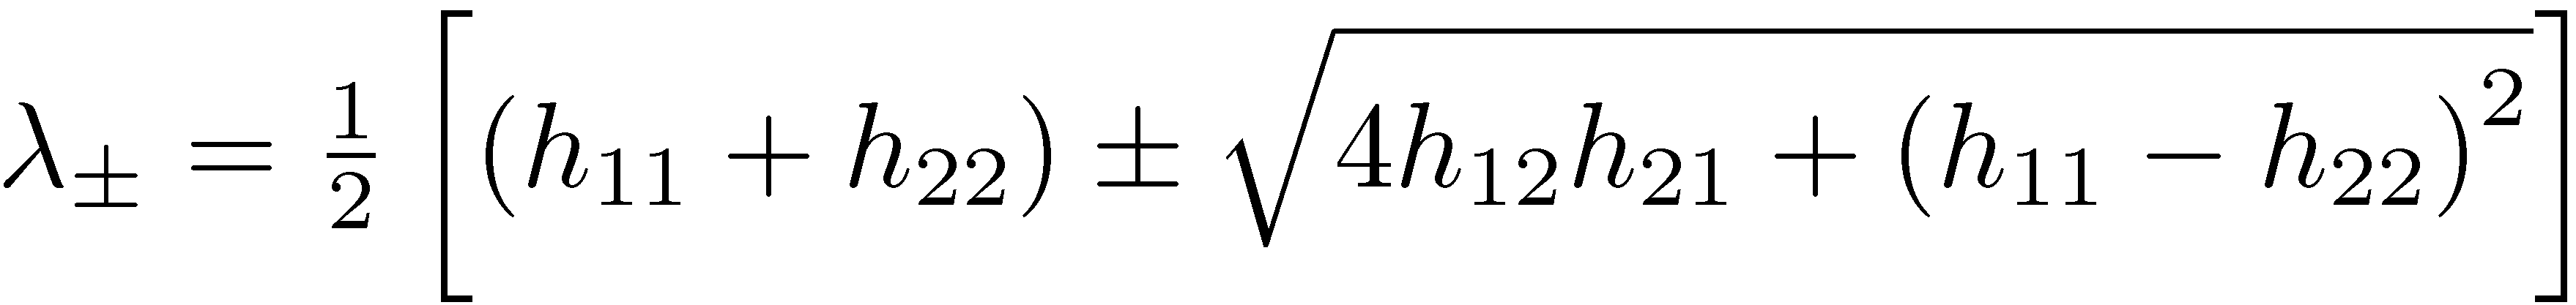 λ± = 1/2 [(h₁₁ + h₂₂) ± √(4h₁₂h₂₁ + (h₁₁ − h₂₂)²)]